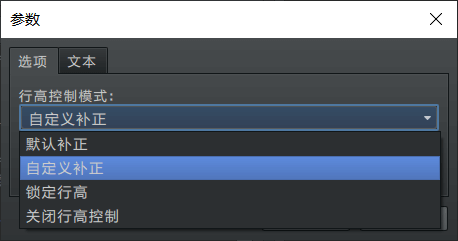 参数
选项 文本
行高控制模式:
自定义补正
默认补正
自定义补正
锁定行高
关闭行高控制